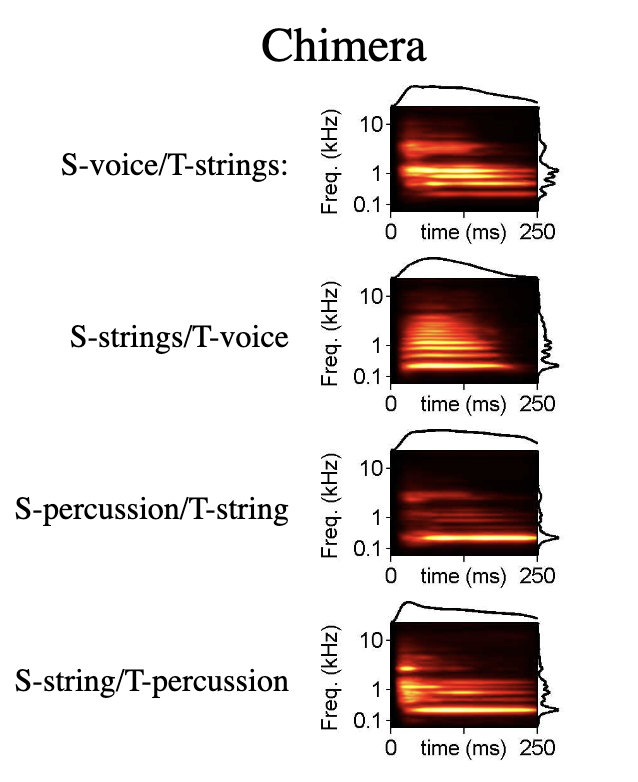 Chimera
S-voice/T-strings:
Freq. (kHz)
10
1
0.1
0 time (ms) 250
S-strings/T-voice
Freq. (kHz)
10
1
0.1
0 time (ms) 250
S-percussion/T-string
Freq. (kHz)
10
1
0.1
0 time (ms) 250
S-string/T-percussion
Freq. (kHz)
10
1
0.1
0 time (ms) 250